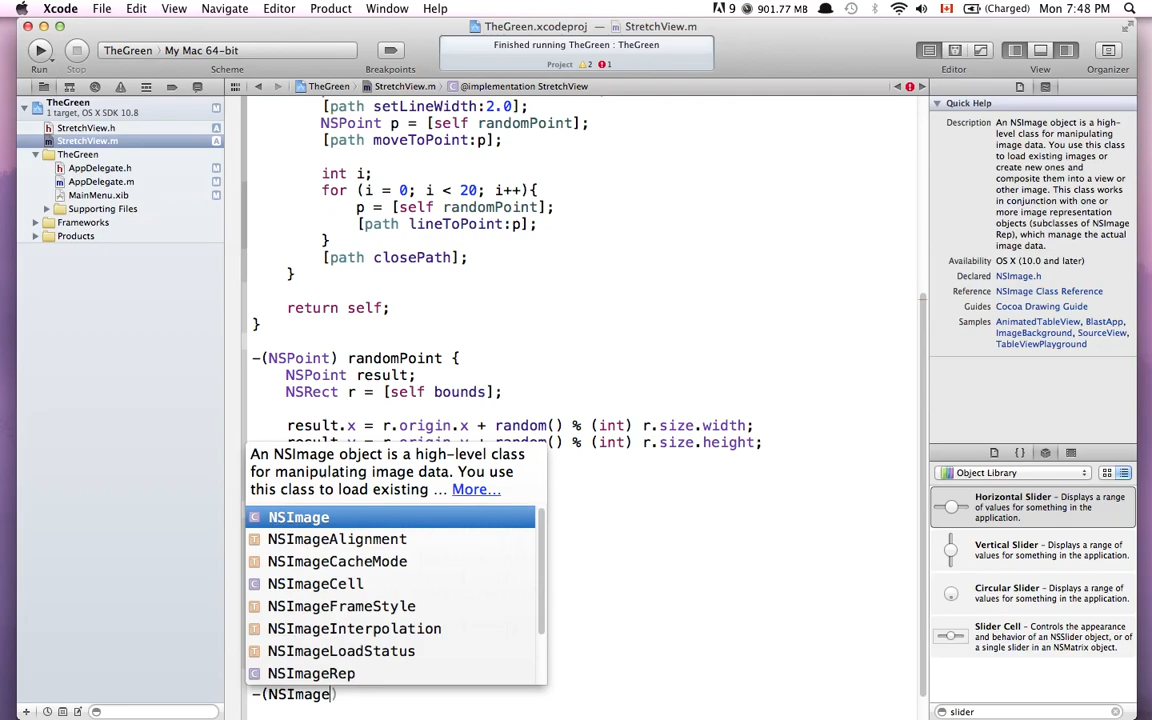 Xcode File Edit View Navigate Editor Product Window Help 9 901.77 MB (Charged) Mon 7:48 PM
TheGreen.xcodeproj — StretchView.m
TheGreen My Mac 64-bit
Finished running TheGreen : TheGreen
Project 2 1
Run Stop Scheme Breakpoints Editor View Organizer
TheGreen.xcodeproj
TheGreen StretchView.m @implementation StretchView
TheGreen M
1 target, OS X SDK 10.8
StretchView.h A
StretchView.m A
TheGreen
AppDelegate.h M
AppDelegate.m M
MainMenu.xib M
Supporting Files
Frameworks
Products
[path setLineWidth:2.0];
NSPoint p = [self randomPoint];
[path moveToPoint:p];
int i;
for (i = 0; i < 20; i++){
p = [self randomPoint];
[path lineToPoint:p];
}
[path closePath];
}
return self;
}
-(NSPoint) randomPoint {
NSPoint result;
NSRect r = [self bounds];
result.x = r.origin.x + random() % (int) r.size.width;
result.x = r.origin.x + random() % (int) r.size.height;
An NSImage object is a high-level class
for manipulating image data. You use
this class to load existing ... More...
C NSImage
T NSImageAlignment
T NSImageCacheMode
C NSImageCell
T NSImageFrameStyle
T NSImageInterpolation
T NSImageLoadStatus
C NSImageRep
-(NSImage)
Quick Help
Description An NSImage object is a high-
level class for manipulating
image data. You use this class
to load existing images or
create new ones and
composite them into a view or
other image. This class works
in conjunction with one or
more image representation
objects (subclasses of NSImage
Rep), which manage the actual
image data.
Availability OS X (10.0 and later)
Declared NSImage.h
Reference NSImage Class Reference
Guides Cocoa Drawing Guide
Samples AnimatedTableView, BlastApp,
ImageBackground, SourceView,
TableViewPlayground
Object Library
Horizontal Slider – Displays a range
of values for something in the
application.
Vertical Slider – Displays a range of
values for something in the
application.
Circular Slider – Displays a range of
values for something in the
application.
Slider Cell – Controls the appearance
and behavior of an NSSlider object, or of
a single slider in an NSMatrix object.
slider